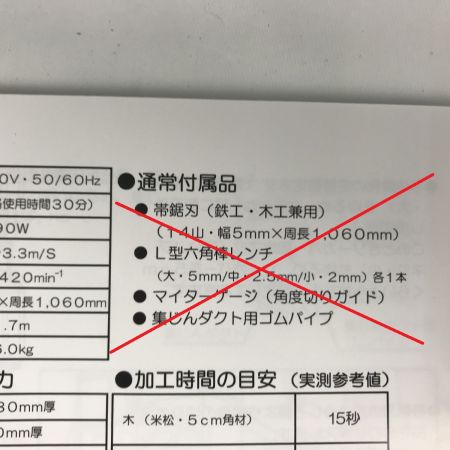 0V・50/60Hz
使用時間30分)
90W
3.3m/S
420min⁻¹
×周長1,060mm
.7m
6.0kg
力
30mm厚
0mm厚
●通常付属品
●帯鋸刃（鉄工・木工兼用）
（14山・幅5mm×周長1,060mm）
●L型六角棒レンチ
（大・5mm/中・2.5mm/小・2mm）各1本
●マイターゲージ（角度切りガイド）
●集じんダクト用ゴムパイプ
●加工時間の目安（実測参考値）
木（米松・5cm角材） 15秒